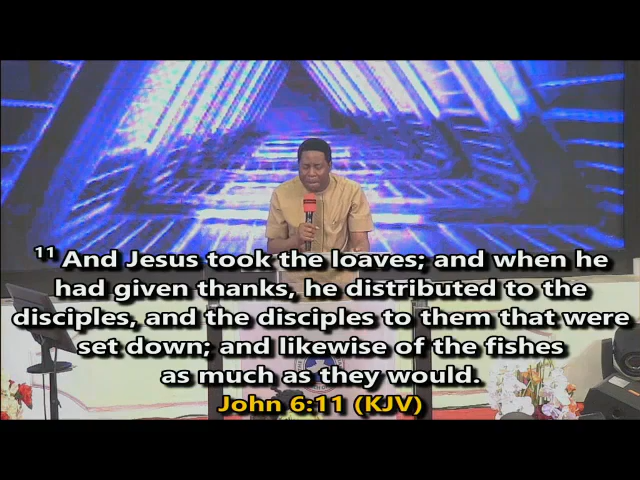 11 And Jesus took the loaves; and when he
had given thanks, he distributed to the
disciples, and the disciples to them that were
set down; and likewise of the fishes
as much as they would.
John 6:11 (KJV)